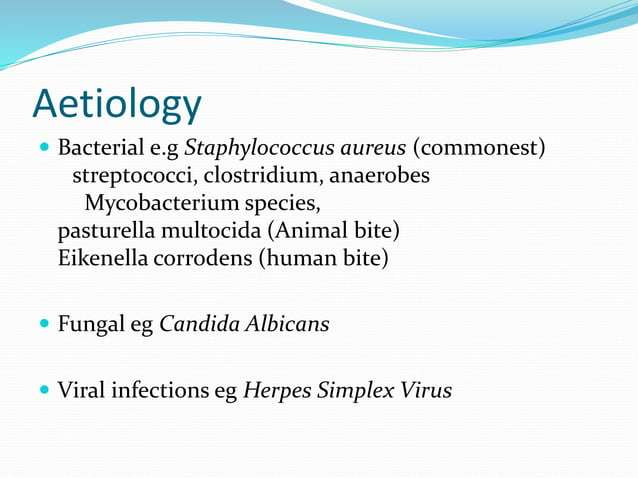 Aetiology
Bacterial e.g Staphylococcus aureus (commonest)
streptococci, clostridium, anaerobes
Mycobacterium species,
pasturella multocida (Animal bite)
Eikenella corrodens (human bite)
Fungal eg Candida Albicans
Viral infections eg Herpes Simplex Virus